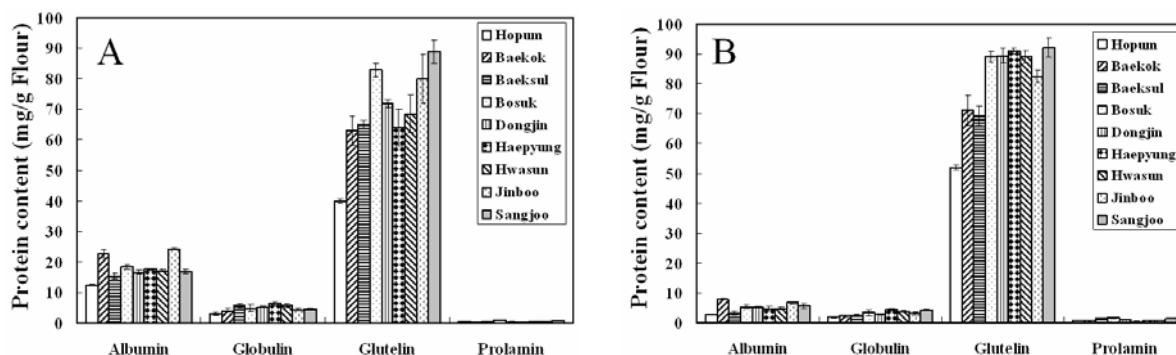 A
Protein content (mg/g Flour)
100
90
80
70
60
50
40
30
20
10
0
Albumin Globulin Glutelin Prolamin
Hopum
Baekok
Baeksul
Bosuk
Dongjin
Haepyung
Hwasun
Jinboo
Sangjoo
B
Protein content (mg/g Flour)
100
90
80
70
60
50
40
30
20
10
0
Albumin Globulin Glutelin Prolamin
Hopum
Baekok
Baeksul
Bosuk
Dongjin
Haepyung
Hwasun
Jinboo
Sangjoo